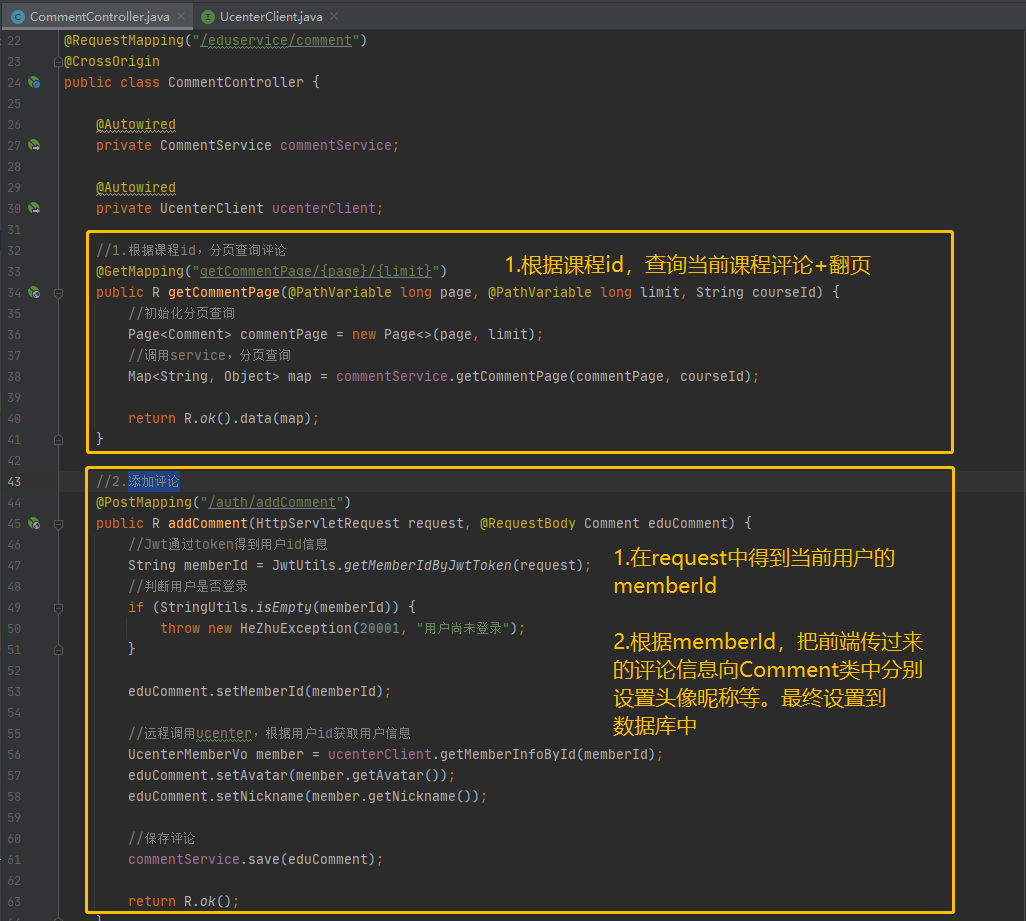 CommentController.java
UcenterClient.java
22 @RequestMapping("/eduservice/comment")
23 @CrossOrigin
24 public class CommentController {
25
26 @Autowired
27 private CommentService commentService;
28
29 @Autowired
30 private UcenterClient ucenterClient;
31
32 //1.根据课程id，分页查询评论
33 @GetMapping("getCommentPage/{page}/{limit}")
1.根据课程id，查询当前课程评论+翻页
34 public R getCommentPage(@PathVariable long page, @PathVariable long limit, String courseId) {
35 //初始化分页查询
36 Page<Comment> commentPage = new Page<>(page, limit);
37 //调用service，分页查询
38 Map<String, Object> map = commentService.getCommentPage(commentPage, courseId);
39
40 return R.ok().data(map);
41 }
42
43 //2.添加评论
44 @PostMapping("/auth/addComment")
45 public R addComment(HttpServletRequest request, @RequestBody Comment eduComment) {
46 //Jwt通过token得到用户id信息
47 String memberId = JwtUtils.getMemberIdByJwtToken(request);
48 //判断用户是否登录
49 if (StringUtils.isEmpty(memberId)) {
50 throw new HeZhuException(20001, "用户尚未登录");
51 }
52
53 eduComment.setMemberId(memberId);
54
55 //远程调用ucenter，根据用户id获取用户信息
56 UcenterMemberVo member = ucenterClient.getMemberInfoById(memberId);
57 eduComment.setAvatar(member.getAvatar());
58 eduComment.setNickname(member.getNickname());
59
60 //保存评论
61 commentService.save(eduComment);
62
63 return R.ok();
1.在request中得到当前用户的
memberId
2.根据memberId，把前端传过来
的评论信息向Comment类中分别
设置头像昵称等。最终设置到
数据库中